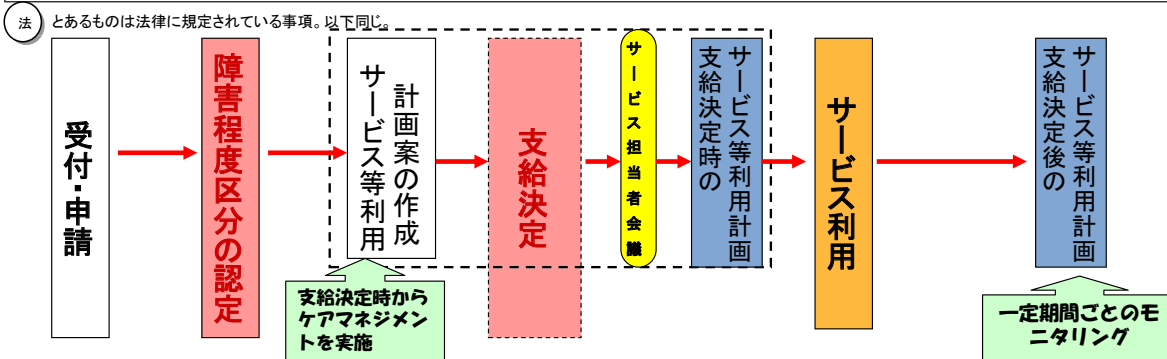 法 とあるものは法律に規定されている事項。以下同じ。
受付・申請
障害程度区分の認定
サービス等利用
計画案の作成
支給決定
サービス担当者会議
支給決定時の
サービス等利用計画
サービス利用
支給決定後の
サービス等利用計画
支給決定時から
ケアマネジメン
トを実施
一定期間ごとのモ
ニタリング